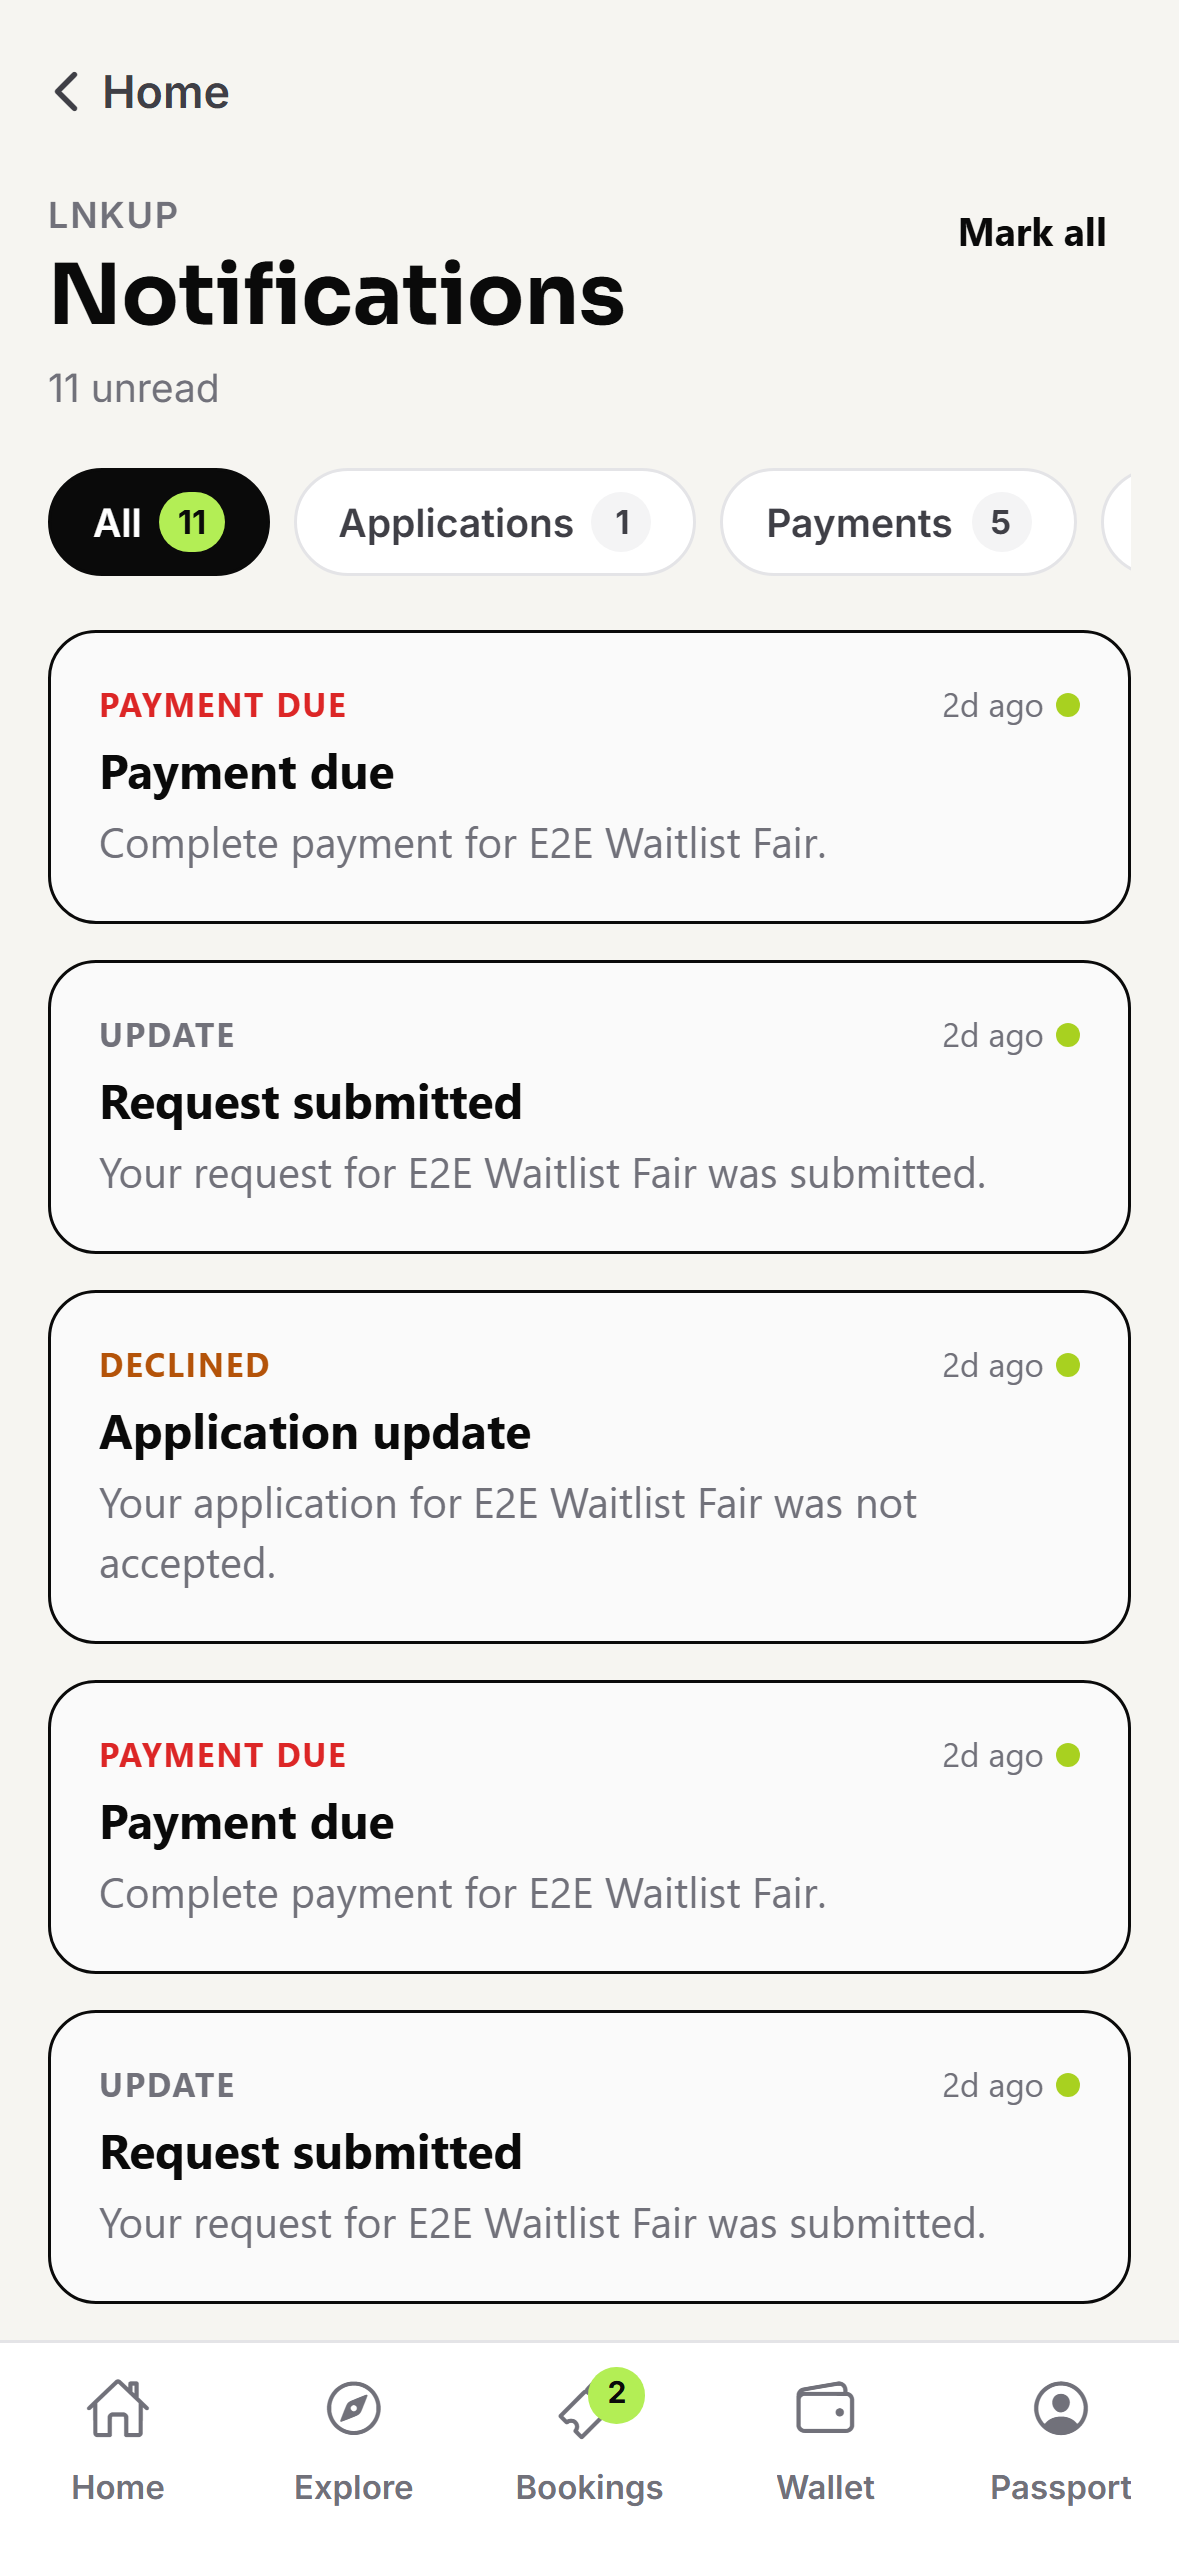 Home
LNKUP
Mark all
Notifications
11 unread
All 11
Applications 1
Payments 5
PAYMENT DUE 2d ago
Payment due
Complete payment for E2E Waitlist Fair.
UPDATE 2d ago
Request submitted
Your request for E2E Waitlist Fair was submitted.
DECLINED 2d ago
Application update
Your application for E2E Waitlist Fair was not
accepted.
PAYMENT DUE 2d ago
Payment due
Complete payment for E2E Waitlist Fair.
UPDATE 2d ago
Request submitted
Your request for E2E Waitlist Fair was submitted.
2
Home Explore Bookings Wallet Passport